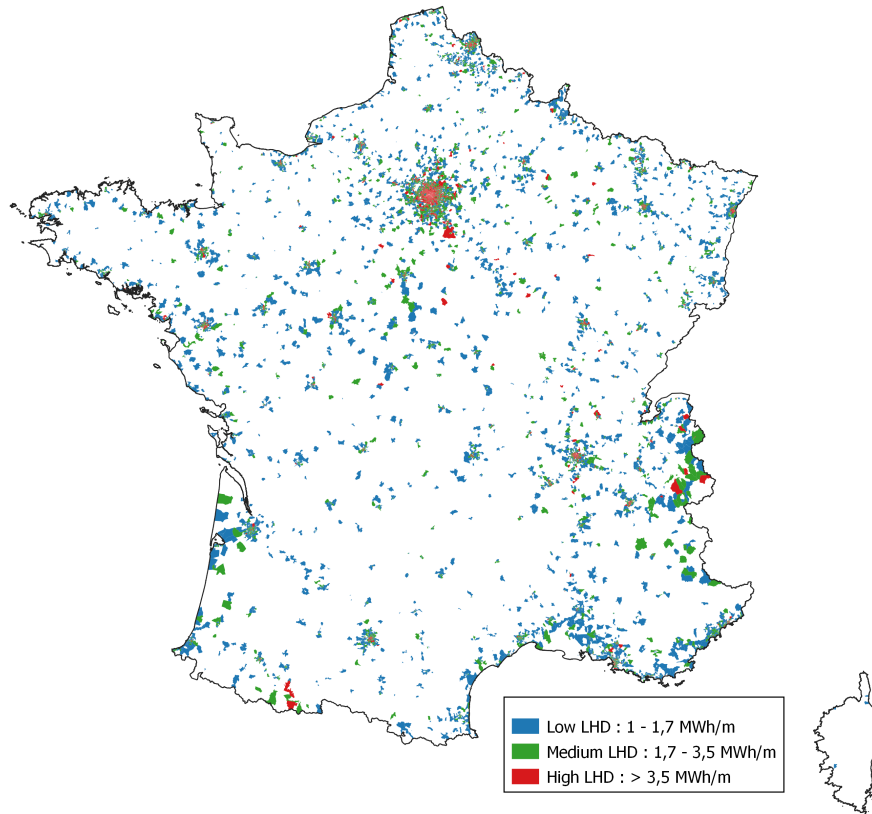 Low LHD : 1 - 1,7 MWh/m
Medium LHD : 1,7 - 3,5 MWh/m
High LHD : > 3,5 MWh/m